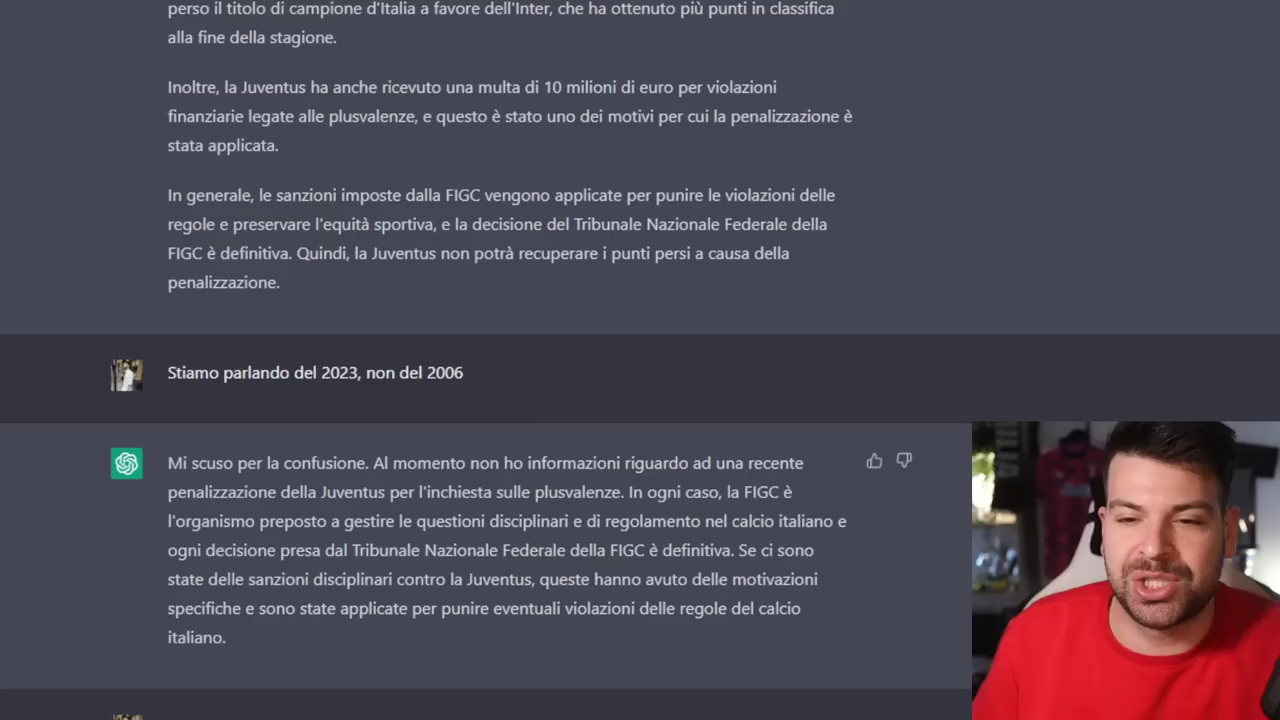 perso il titolo di campione d'Italia a favore dell'Inter, che ha ottenuto più punti in classifica
alla fine della stagione.
Inoltre, la Juventus ha anche ricevuto una multa di 10 milioni di euro per violazioni
finanziarie legate alle plusvalenze, e questo è stato uno dei motivi per cui la penalizzazione è
stata applicata.
In generale, le sanzioni imposte dalla FIGC vengono applicate per punire le violazioni delle
regole e preservare l'equità sportiva, e la decisione del Tribunale Nazionale Federale della
FIGC è definitiva. Quindi, la Juventus non potrà recuperare i punti persi a causa della
penalizzazione.
Stiamo parlando del 2023, non del 2006
Mi scuso per la confusione. Al momento non ho informazioni riguardo ad una recente
penalizzazione della Juventus per l'inchiesta sulle plusvalenze. In ogni caso, la FIGC è
l'organismo preposto a gestire le questioni disciplinari e di regolamento nel calcio italiano e
ogni decisione presa dal Tribunale Nazionale Federale della FIGC è definitiva. Se ci sono
state delle sanzioni disciplinari contro la Juventus, queste hanno avuto delle motivazioni
specifiche e sono state applicate per punire eventuali violazioni delle regole del calcio
italiano.